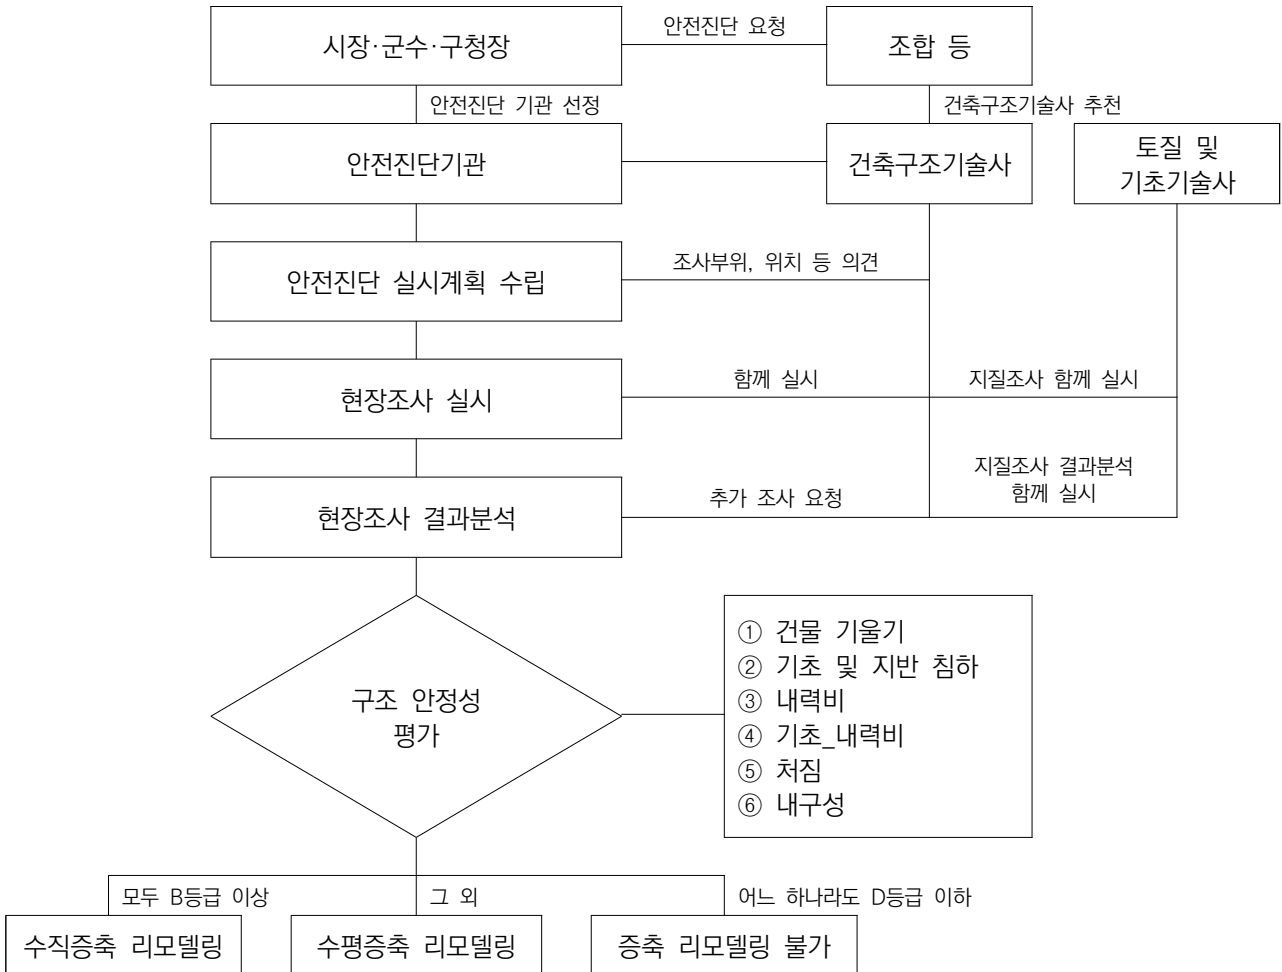 시장·군수·구청장
안전진단 요청
조합 등
안전진단 기관 선정
건축구조기술사 추천
안전진단기관
건축구조기술사
토질 및
기초기술사
안전진단 실시계획 수립
조사부위, 위치 등 의견
현장조사 실시
함께 실시
지질조사 함께 실시
현장조사 결과분석
추가 조사 요청
지질조사 결과분석
함께 실시
구조 안정성
평가
① 건물 기울기
② 기초 및 지반 침하
③ 내력비
④ 기초_내력비
⑤ 처짐
⑥ 내구성
모두 B등급 이상
그 외
어느 하나라도 D등급 이하
수직증축 리모델링
수평증축 리모델링
증축 리모델링 불가